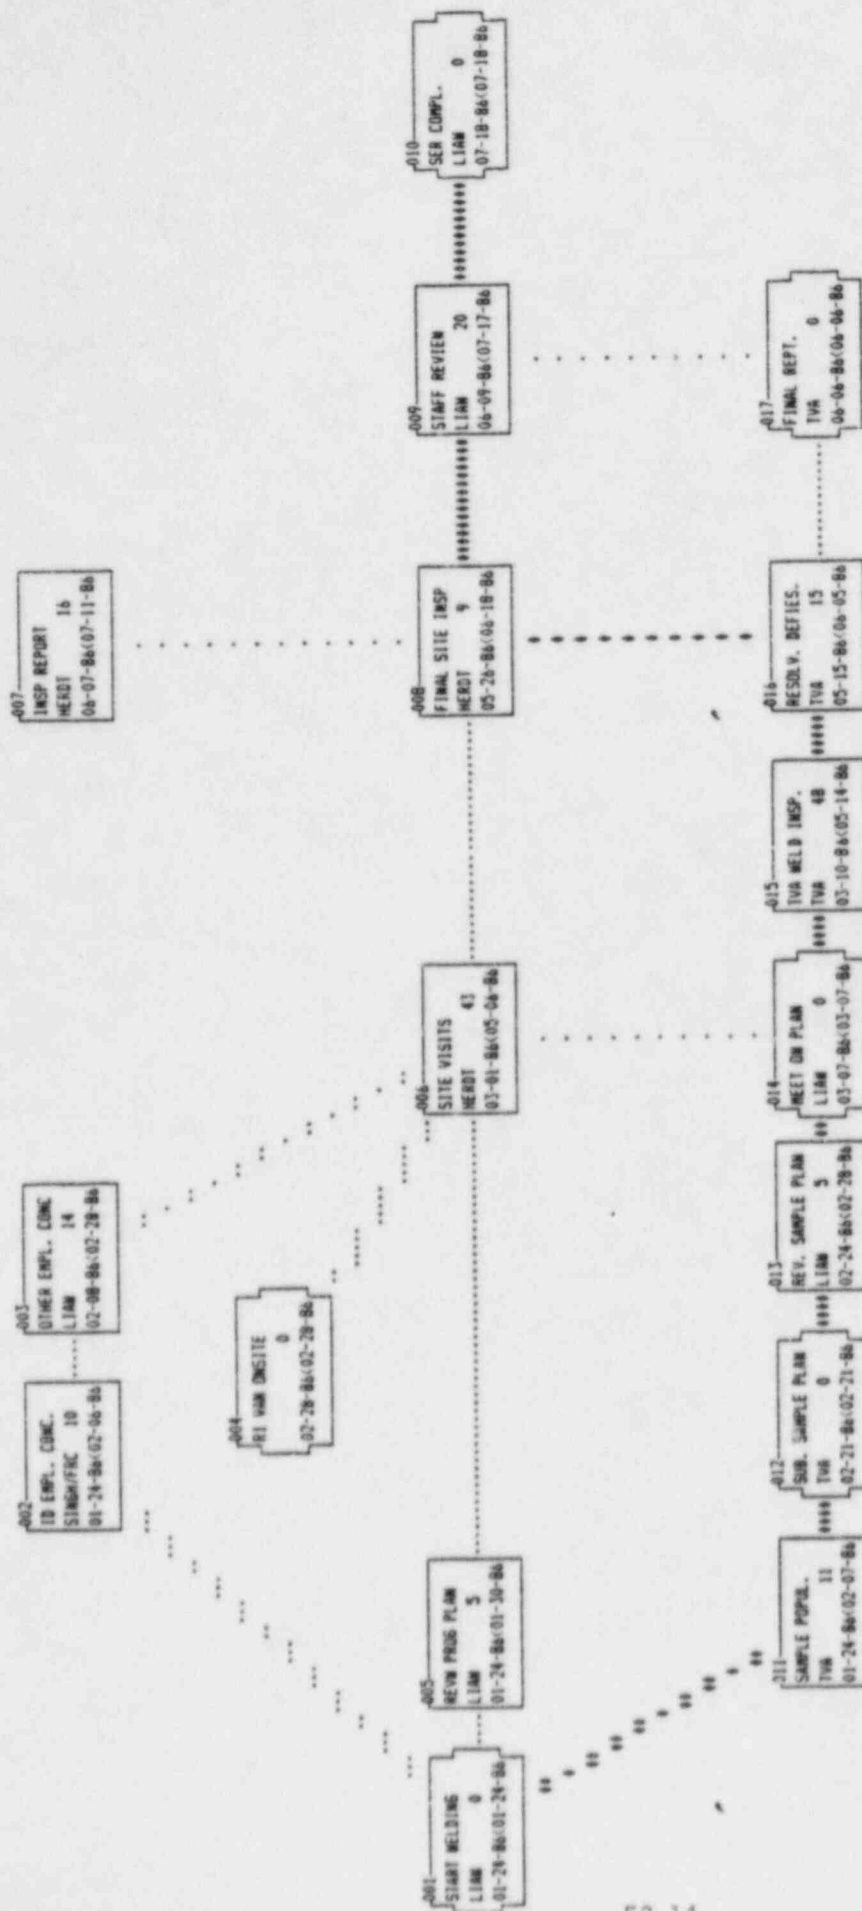 001
START WELDING
LIAW 0
01-24-86<01-24-86
002
ID EMPL. CONC.
SINGH/FRC 10
01-24-86<02-06-86
003
OTHER EMPL. CONC
LIAW 14
02-08-86<02-28-86
004
RI VAN ONSITE
0
02-28-86<02-28-86
005
REVW PROG PLAN
LIAW 5
01-24-86<01-30-86
006
SITE VISITS
HERDT 43
03-01-86<05-06-86
007
INSP REPORT
HERDT 16
06-07-86<07-11-86
008
FINAL SITE INSP
HERDT 9
05-26-86<06-18-86
009
STAFF REVIEW
LIAW 20
06-09-86<07-17-86
010
SER COMPL.
LIAW 0
07-18-86<07-18-86
011
SAMPLE POPUL.
TVA 11
01-24-86<02-07-86
012
SUB. SAMPLE PLAN
TVA 0
02-21-86<02-21-86
013
REV. SAMPLE PLAN
LIAW 5
02-24-86<02-28-86
014
MEET ON PLAN
LIAW 0
03-07-86<03-07-86
015
TVA WELD INSP.
TVA 48
03-10-86<05-14-86
016
RESOLV. DEFIES.
TVA 15
05-15-86<06-05-86
017
FINAL REPT.
TVA 0
06-06-86<06-06-86